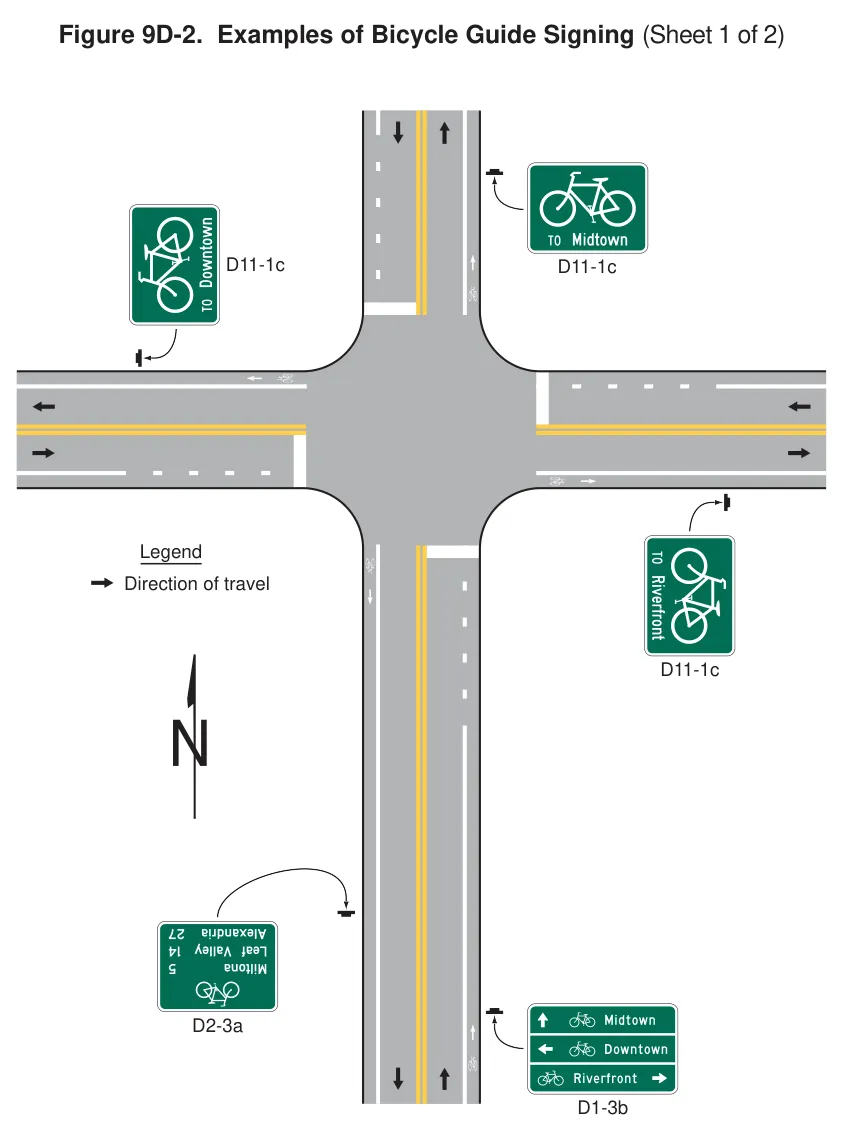 Figure 9D-2. Examples of Bicycle Guide Signing (Sheet 1 of 2)
TO Midtown
D11-1c
TO Downtown
D11-1c
Legend
Direction of travel
TO Riverfront
D11-1c
N
Miltona 5
Leaf Valley 14
Alexandria 27
D2-3a
Midtown
Downtown
Riverfront
D1-3b